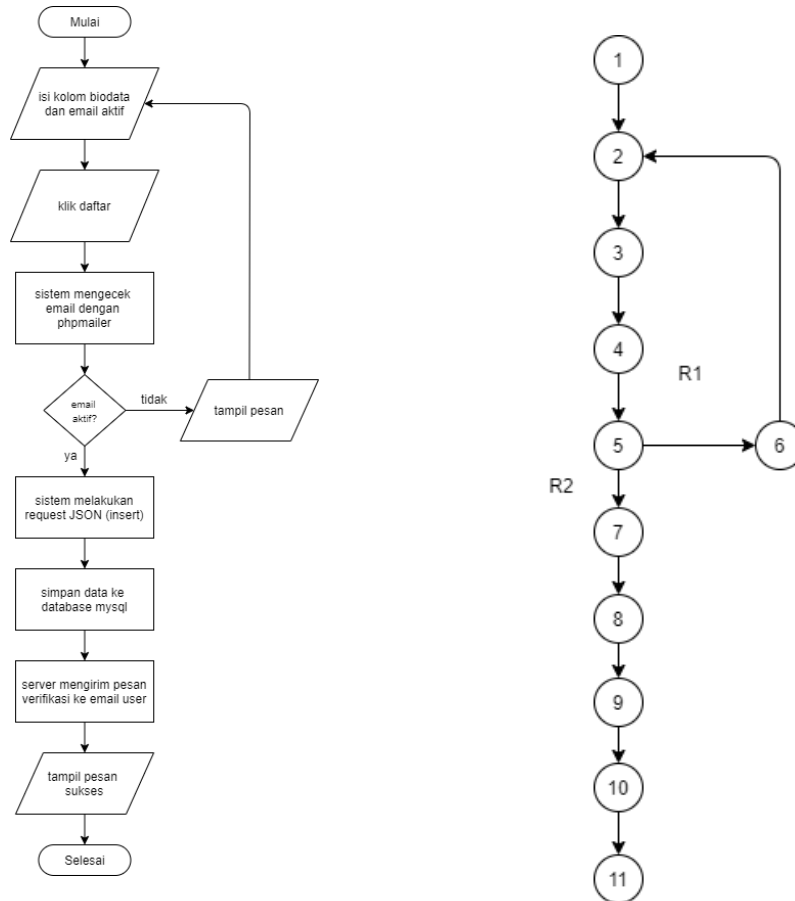 Mulai
isi kolom biodata
dan email aktif
klik daftar
sistem mengecek
email dengan
phpmailer
email
aktif?
tidak
tampil pesan
ya
sistem melakukan
request JSON (insert)
simpan data ke
database mysql
server mengirim pesan
verifikasi ke email user
tampil pesan
sukses
Selesai
1
2
3
4
R1
5
6
R2
7
8
9
10
11